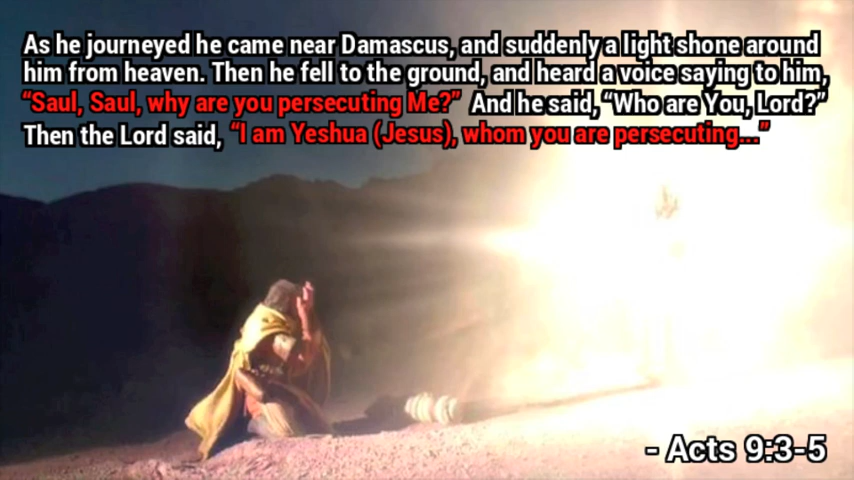 As he journeyed he came near Damascus, and suddenly a light shone around
him from heaven. Then he fell to the ground, and heard a voice saying to him,
“Saul, Saul, why are you persecuting Me?” And he said, “Who are You, Lord?”
Then the Lord said, “I am Yeshua (Jesus), whom you are persecuting...”
- Acts 9:3-5